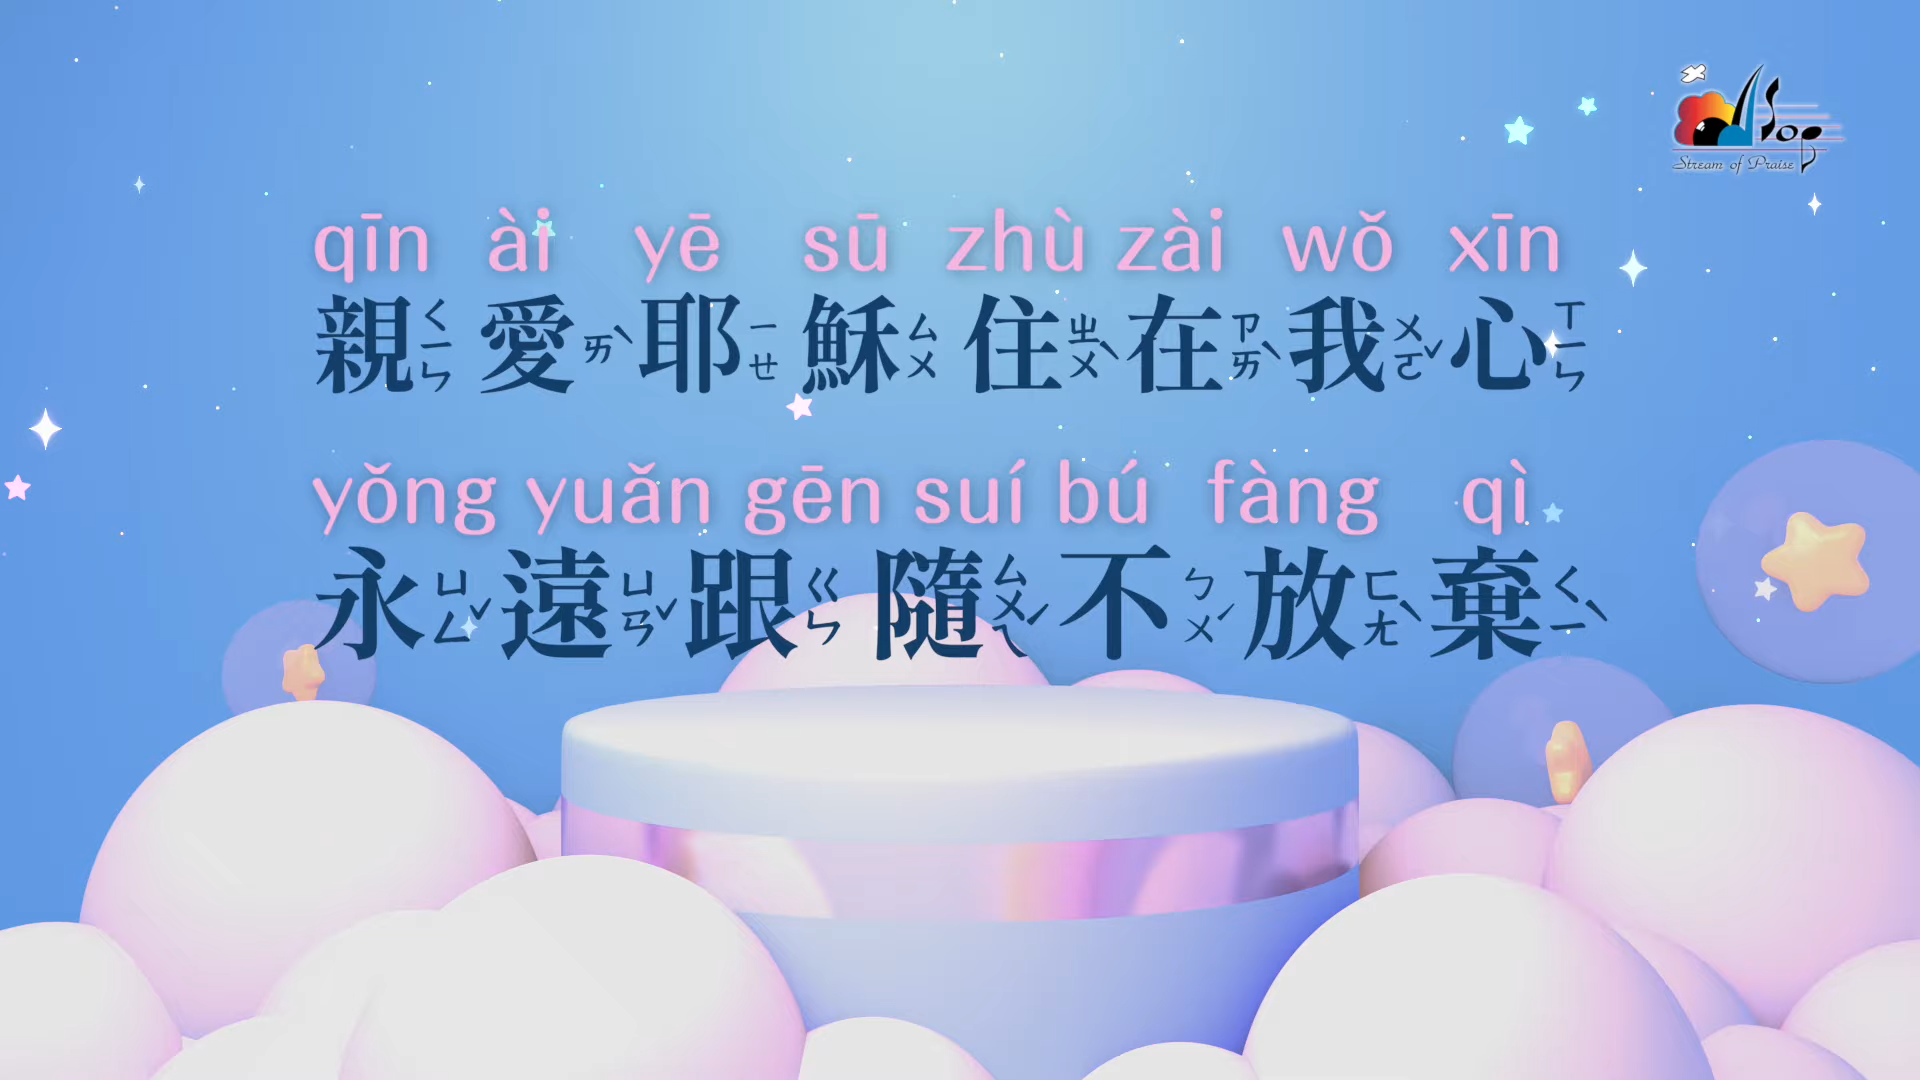 Sop
Stream of Praise
qīn ài yē sū zhù zài wǒ xīn
親ㄑㄧㄣ 愛ㄞˋ 耶ㄧㄝ 穌ㄙㄨ 住ㄓㄨˋ 在ㄗㄞˋ 我ㄨㄛˇ 心ㄒㄧㄣ
yǒng yuǎn gēn suí bú fàng qì
永ㄩㄥˇ 遠ㄩㄢˇ 跟ㄍㄣ 隨ㄙㄨㄟˊ 不ㄅㄨˊ 放ㄈㄤˋ 棄ㄑㄧˋ